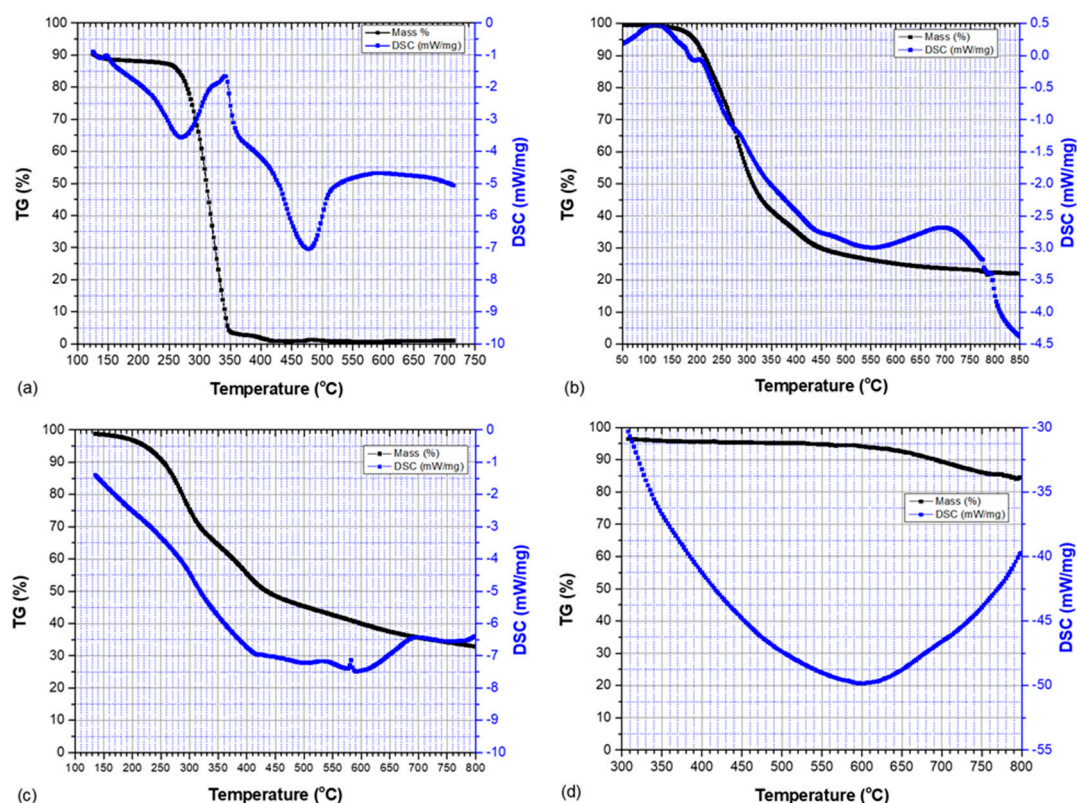 Mass %
DSC (mW/mg)
TG (%)
100
90
80
70
60
50
40
30
20
10
0
0
-1
-2
-3
-4
-5
-6
-7
-8
-9
-10
DSC (mW/mg)
100 150 200 250 300 350 400 450 500 550 600 650 700 750
(a)
Temperature (°C)
Mass (%)
DSC (mW/mg)
TG (%)
100
90
80
70
60
50
40
30
20
10
0
0.5
0.0
-0.5
-1.0
-1.5
-2.0
-2.5
-3.0
-3.5
-4.0
-4.5
DSC (mW/mg)
50 100 150 200 250 300 350 400 450 500 550 600 650 700 750 800 850
(b)
Temperature (°C)
Mass (%)
DSC (mW/mg)
TG (%)
100
90
80
70
60
50
40
30
20
10
0
0
-1
-2
-3
-4
-5
-6
-7
-8
-9
-10
DSC (mW/mg)
100 150 200 250 300 350 400 450 500 550 600 650 700 750 800
(c)
Temperature (°C)
Mass (%)
DSC (mW/mg)
TG (%)
100
90
80
70
60
50
40
30
20
10
0
-30
-35
-40
-45
-50
-55
DSC (mW/mg)
300 350 400 450 500 550 600 650 700 750 800
(d)
Temperature (°C)